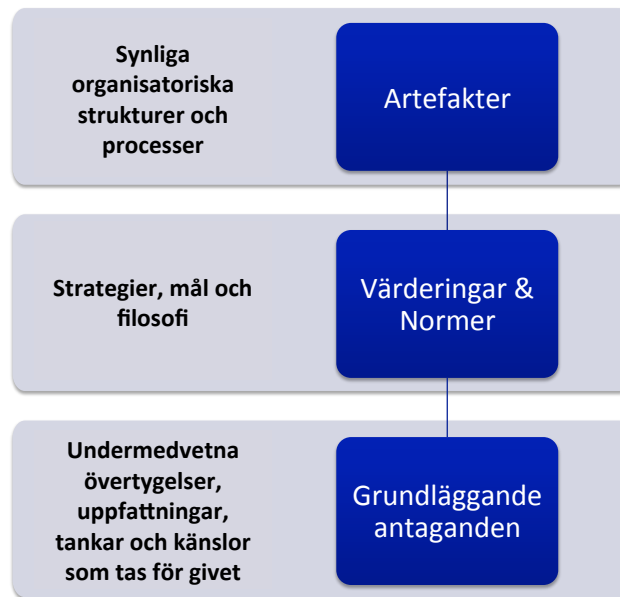 Synliga
organisatoriska
strukturer och
processer
Artefakter
Strategier, mål och
filosofi
Värderingar &
Normer
Undermedvetna
övertygelser,
uppfattningar,
tankar och känslor
som tas för givet
Grundläggande
antaganden